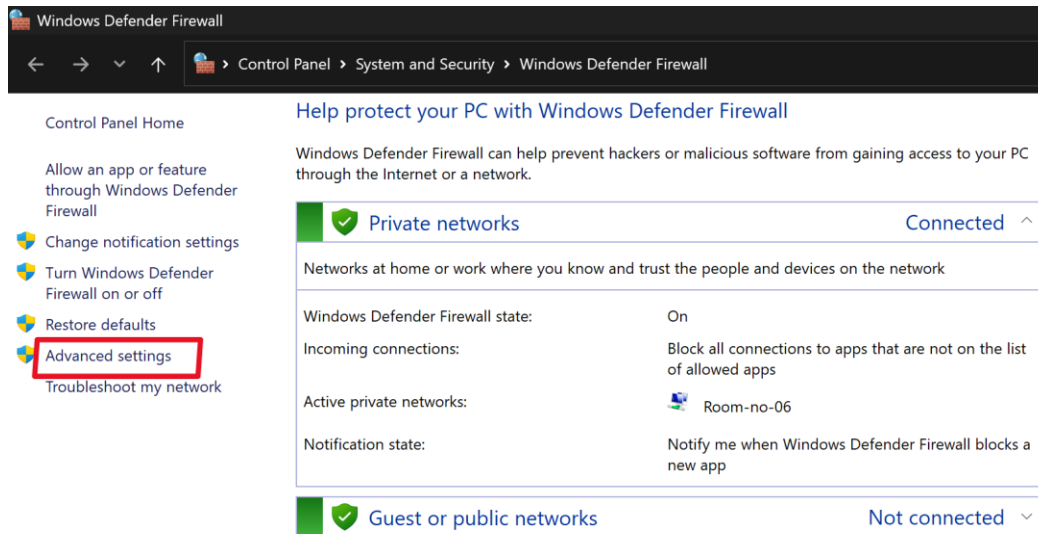 Windows Defender Firewall
Control Panel > System and Security > Windows Defender Firewall
Control Panel Home
Allow an app or feature
through Windows Defender
Firewall
Change notification settings
Turn Windows Defender
Firewall on or off
Restore defaults
Advanced settings
Troubleshoot my network
Help protect your PC with Windows Defender Firewall
Windows Defender Firewall can help prevent hackers or malicious software from gaining access to your PC
through the Internet or a network.
Private networks Connected
Networks at home or work where you know and trust the people and devices on the network
Windows Defender Firewall state: On
Incoming connections: Block all connections to apps that are not on the list
of allowed apps
Active private networks: Room-no-06
Notification state: Notify me when Windows Defender Firewall blocks a
new app
Guest or public networks Not connected